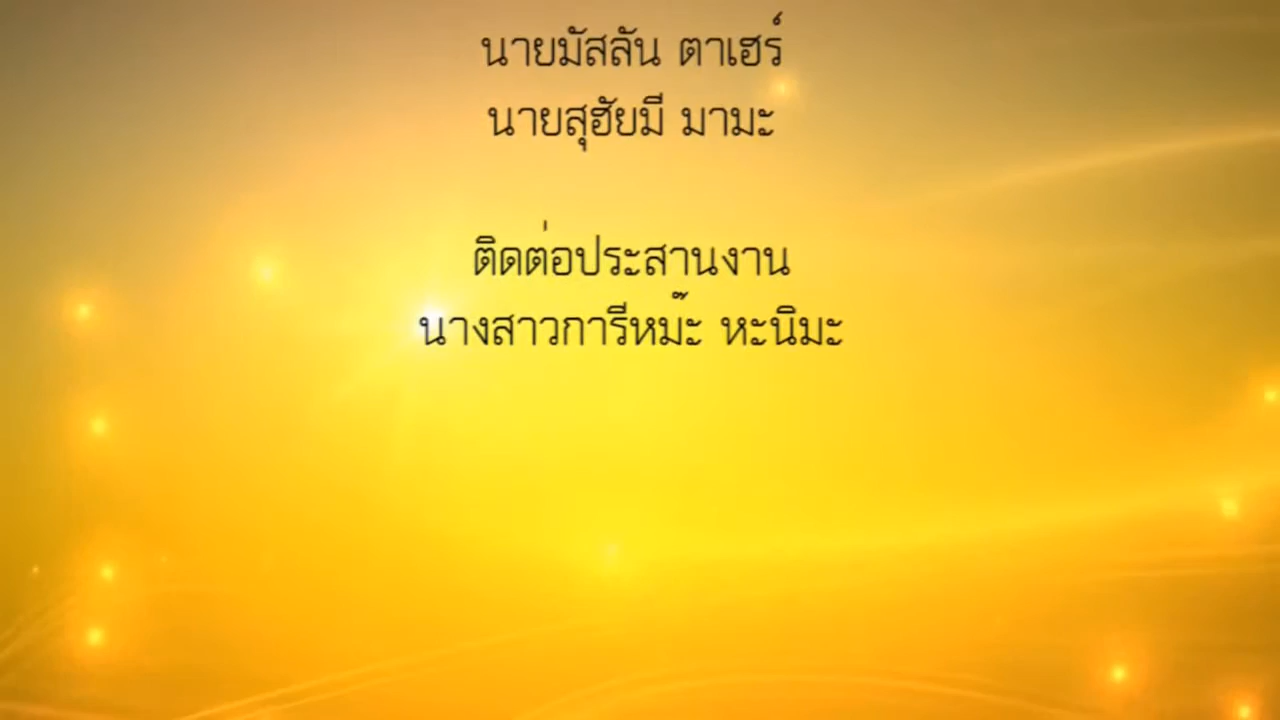 นายมัสลัน ตาเฮร์
นายสุฮัยมี มามะ
ติดต่อประสานงาน
นางสาวการีหม๊ะ หะนิมะ